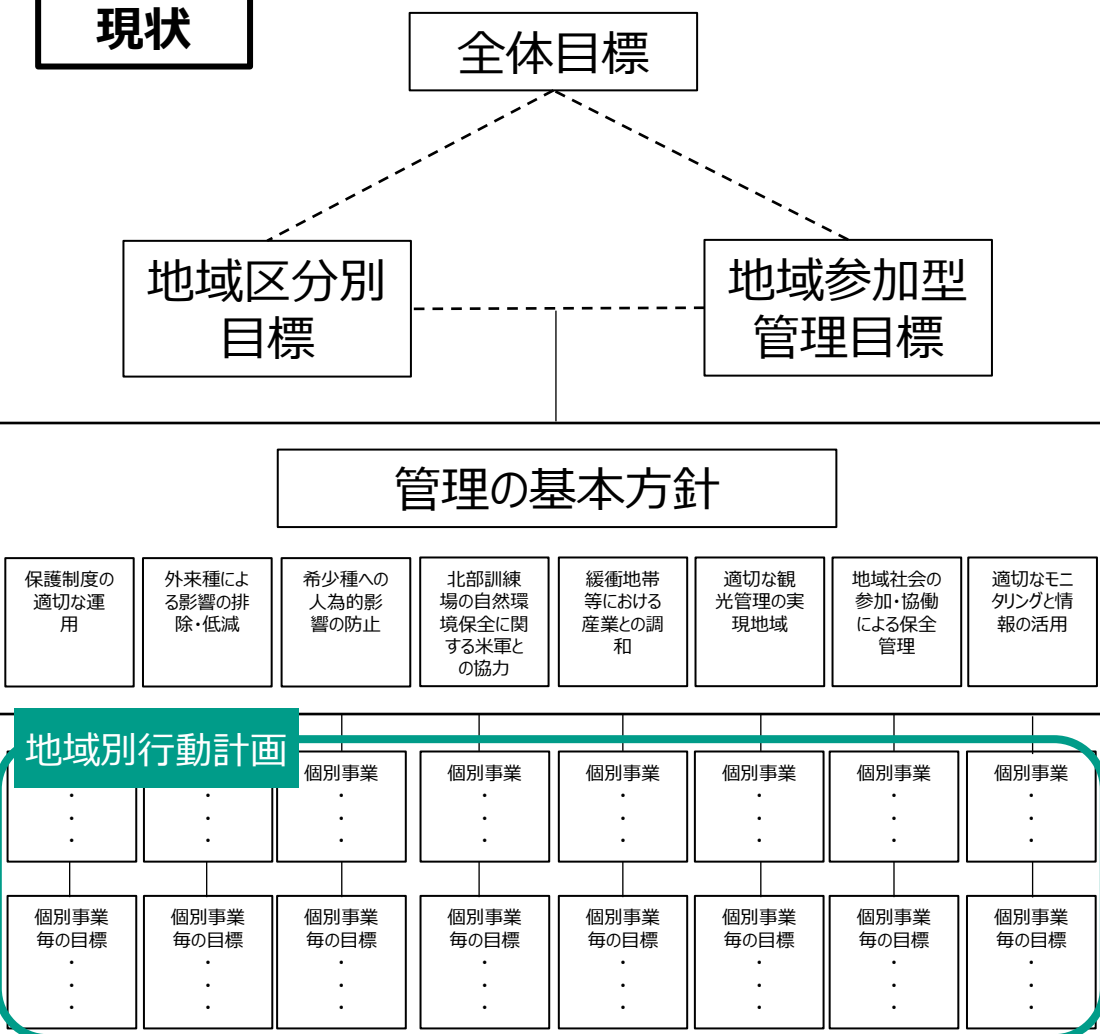 現状
全体目標
地域区分別
目標
地域参加型
管理目標
管理の基本方針
保護制度の
適切な運
用
外来種によ
る影響の排
除・低減
希少種への
人為的影
響の防止
北部訓練
場の自然環
境保全に関
する米軍と
の協力
緩衝地帯
等における
産業との調
和
適切な観
光管理の実
現地域
地域社会の
参加・協働
による保全
管理
適切なモニ
タリングと情
報の活用
地域別行動計画
・
・
・
・
・
・
個別事業
・
・
・
個別事業
・
・
・
個別事業
・
・
・
個別事業
・
・
・
個別事業
・
・
・
個別事業
・
・
・
個別事業
毎の目標
・
・
・
個別事業
毎の目標
・
・
・
個別事業
毎の目標
・
・
・
個別事業
毎の目標
・
・
・
個別事業
毎の目標
・
・
・
個別事業
毎の目標
・
・
・
個別事業
毎の目標
・
・
・
個別事業
毎の目標
・
・
・